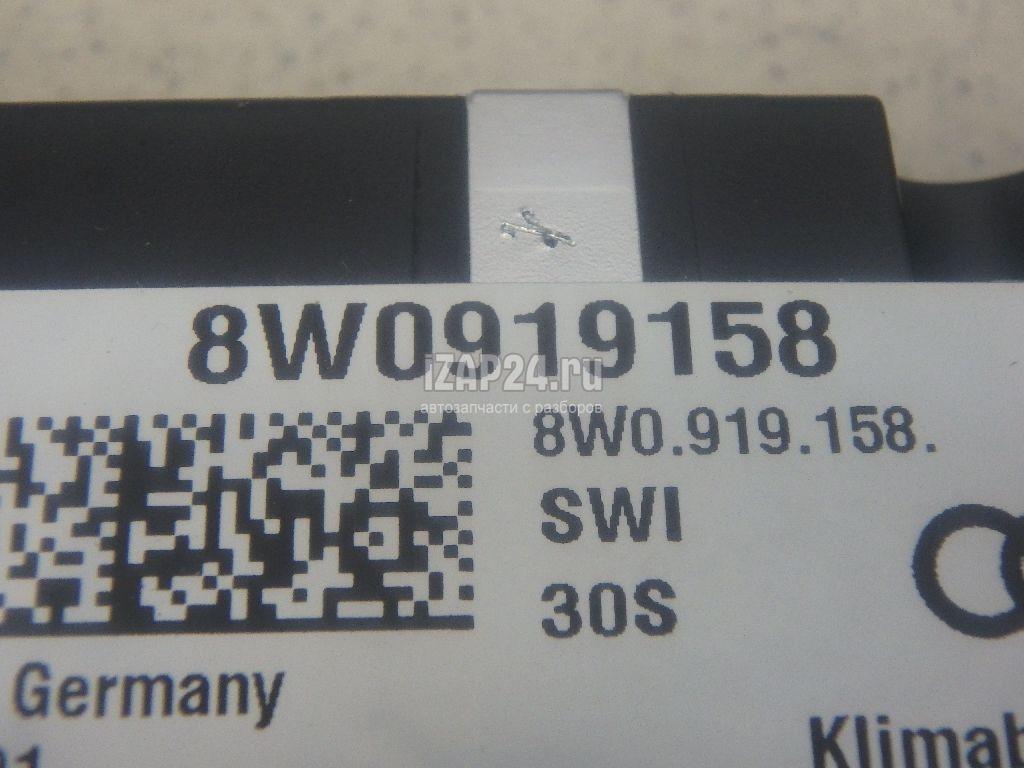 8W0919158
iZAP24.ru
автозапчасти с разборов
8W0.919.158.
SWI
30S
Germany